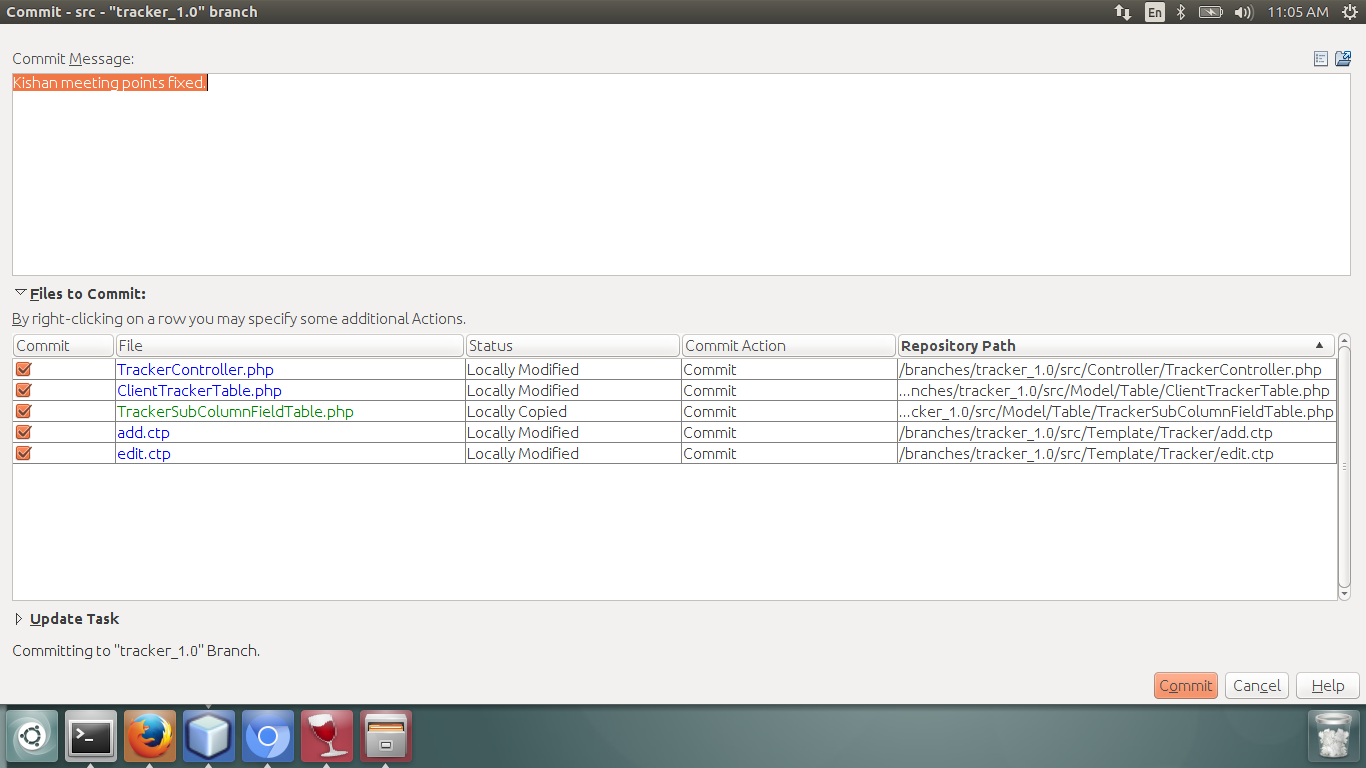 Commit - src - "tracker_1.0" branch
En
11:05 AM
Commit Message:
Kishan meeting points fixed.
Files to Commit:
By right-clicking on a row you may specify some additional Actions.
Commit File Status Commit Action Repository Path
TrackerController.php Locally Modified Commit /branches/tracker_1.0/src/Controller/TrackerController.php
ClientTrackerTable.php Locally Modified Commit ...nches/tracker_1.0/src/Model/Table/ClientTrackerTable.php
TrackerSubColumnFieldTable.php Locally Copied Commit ...cker_1.0/src/Model/Table/TrackerSubColumnFieldTable.php
add.ctp Locally Modified Commit /branches/tracker_1.0/src/Template/Tracker/add.ctp
edit.ctp Locally Modified Commit /branches/tracker_1.0/src/Template/Tracker/edit.ctp
Update Task
Committing to "tracker_1.0" Branch.
Commit Cancel Help